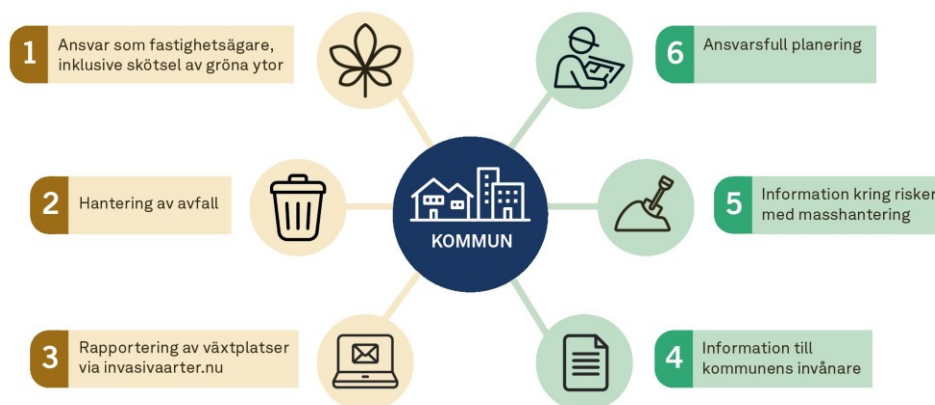 1
Ansvar som fastighetsägare,
inklusive skötsel av gröna ytor
2
Hantering av avfall
3
Rapportering av växtplatser
via invasivaarter.nu
KOMMUN
6
Ansvarsfull planering
5
Information kring risker
med masshantering
4
Information till
kommunens invånare